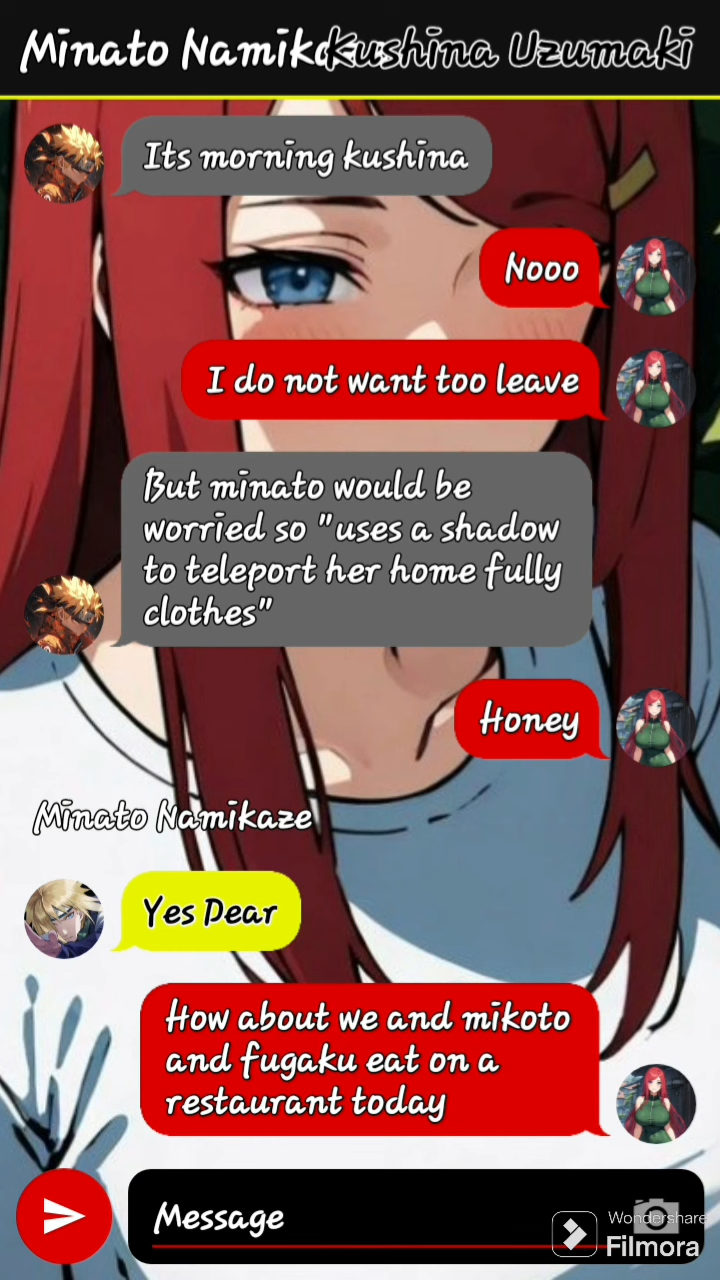 Minato Namika
Kushina Uzumaki
Its morning kushina
Nooo
I do not want too leave
But minato would be
worried so "uses a shadow
to teleport her home fully
clothes"
Honey
Minato Namikaze
Yes Dear
How about we and mikoto
and fugaku eat on a
restaurant today
Message
Wondershare
Filmora